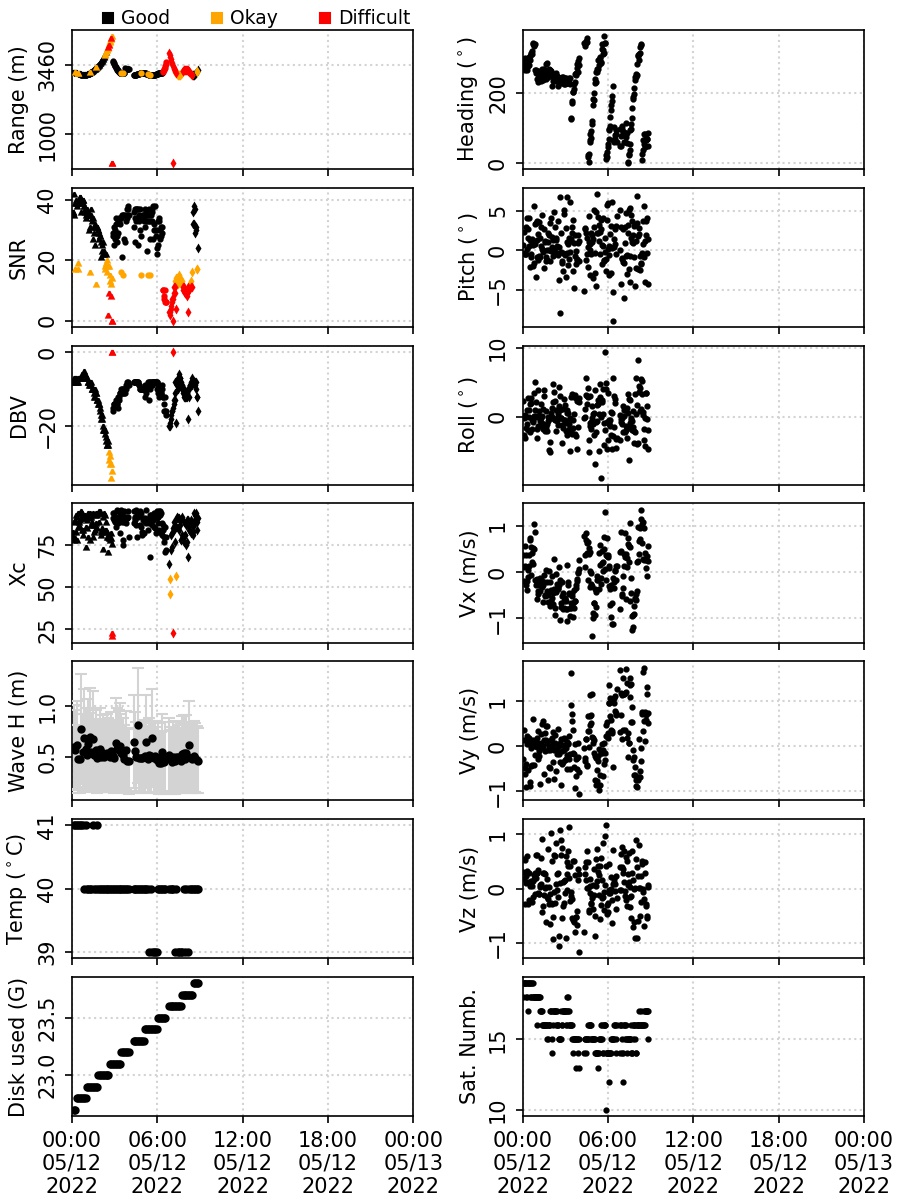 Good Okay Difficult
Range (m)
3460
1000
Heading (°)
200
0
SNR
40
20
0
Pitch (°)
5
0
−5
DBV
0
−20
Roll (°)
10
0
Xc
75
50
25
Vx (m/s)
1
0
−1
Wave H (m)
1.0
0.5
Vy (m/s)
1
0
−1
Temp (°C)
41
40
39
Vz (m/s)
1
0
−1
Disk used (G)
23.5
23.0
Sat. Numb.
15
10
00:00 06:00 12:00 18:00 00:00 00:00 06:00 12:00 18:00 00:00
05/12 05/12 05/12 05/12 05/13 05/12 05/12 05/12 05/12 05/13
2022 2022 2022 2022 2022 2022 2022 2022 2022 2022